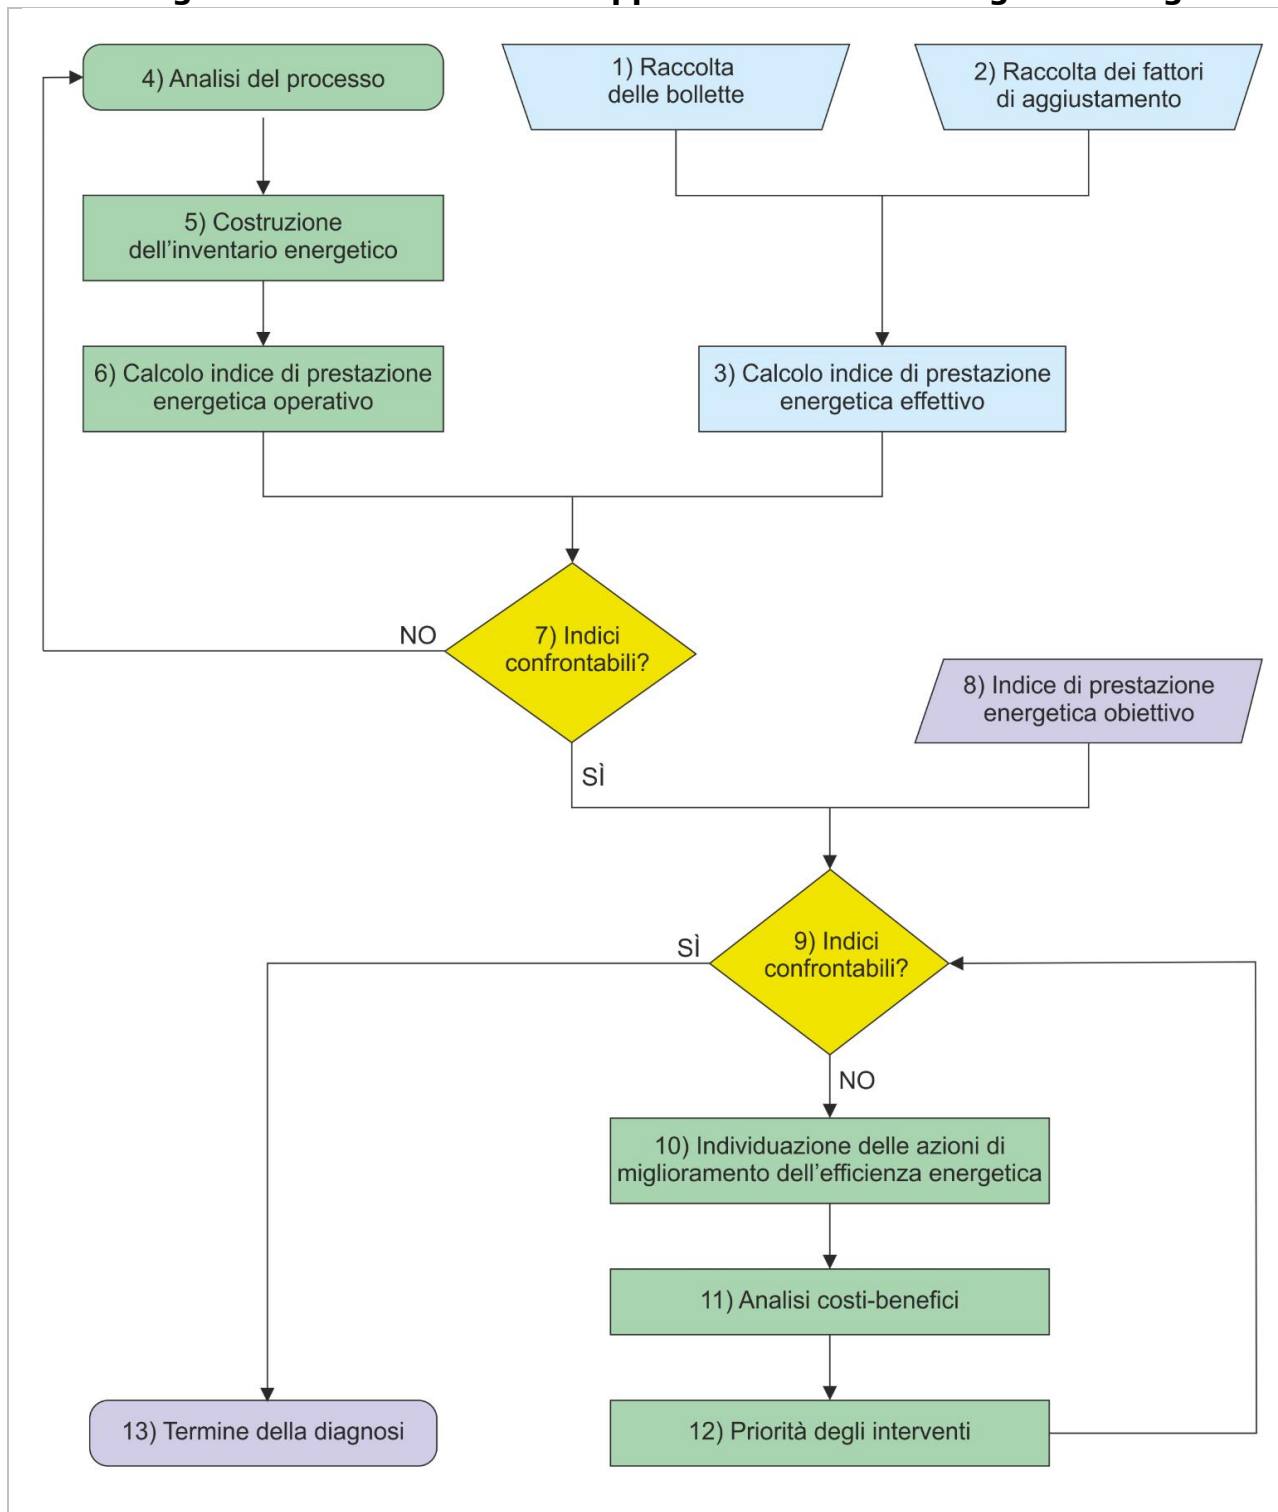 4) Analisi del processo
1) Raccolta
delle bollette
2) Raccolta dei fattori
di aggiustamento
5) Costruzione
dell'inventario energetico
6) Calcolo indice di prestazione
energetica operativo
3) Calcolo indice di prestazione
energetica effettivo
NO
7) Indici
confrontabili?
8) Indice di prestazione
energetica obiettivo
SÌ
SÌ
9) Indici
confrontabili?
NO
10) Individuazione delle azioni di
miglioramento dell'efficienza energetica
11) Analisi costi-benefici
13) Termine della diagnosi
12) Priorità degli interventi